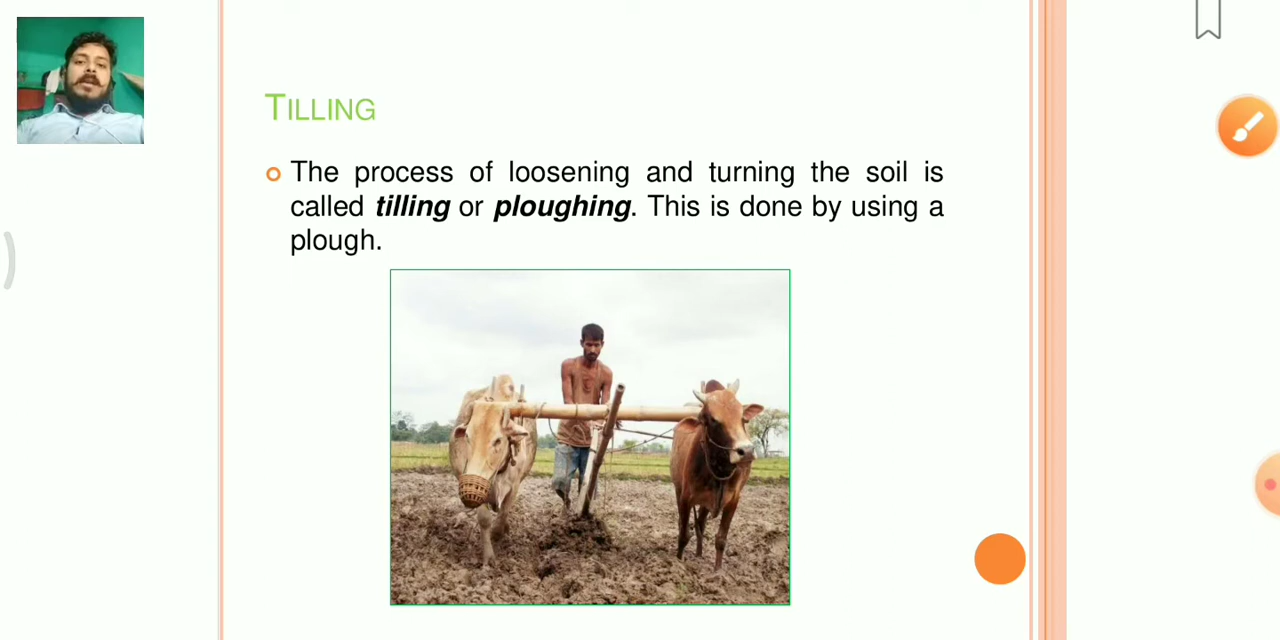 TILLING
The process of loosening and turning the soil is
called tilling or ploughing. This is done by using a
plough.